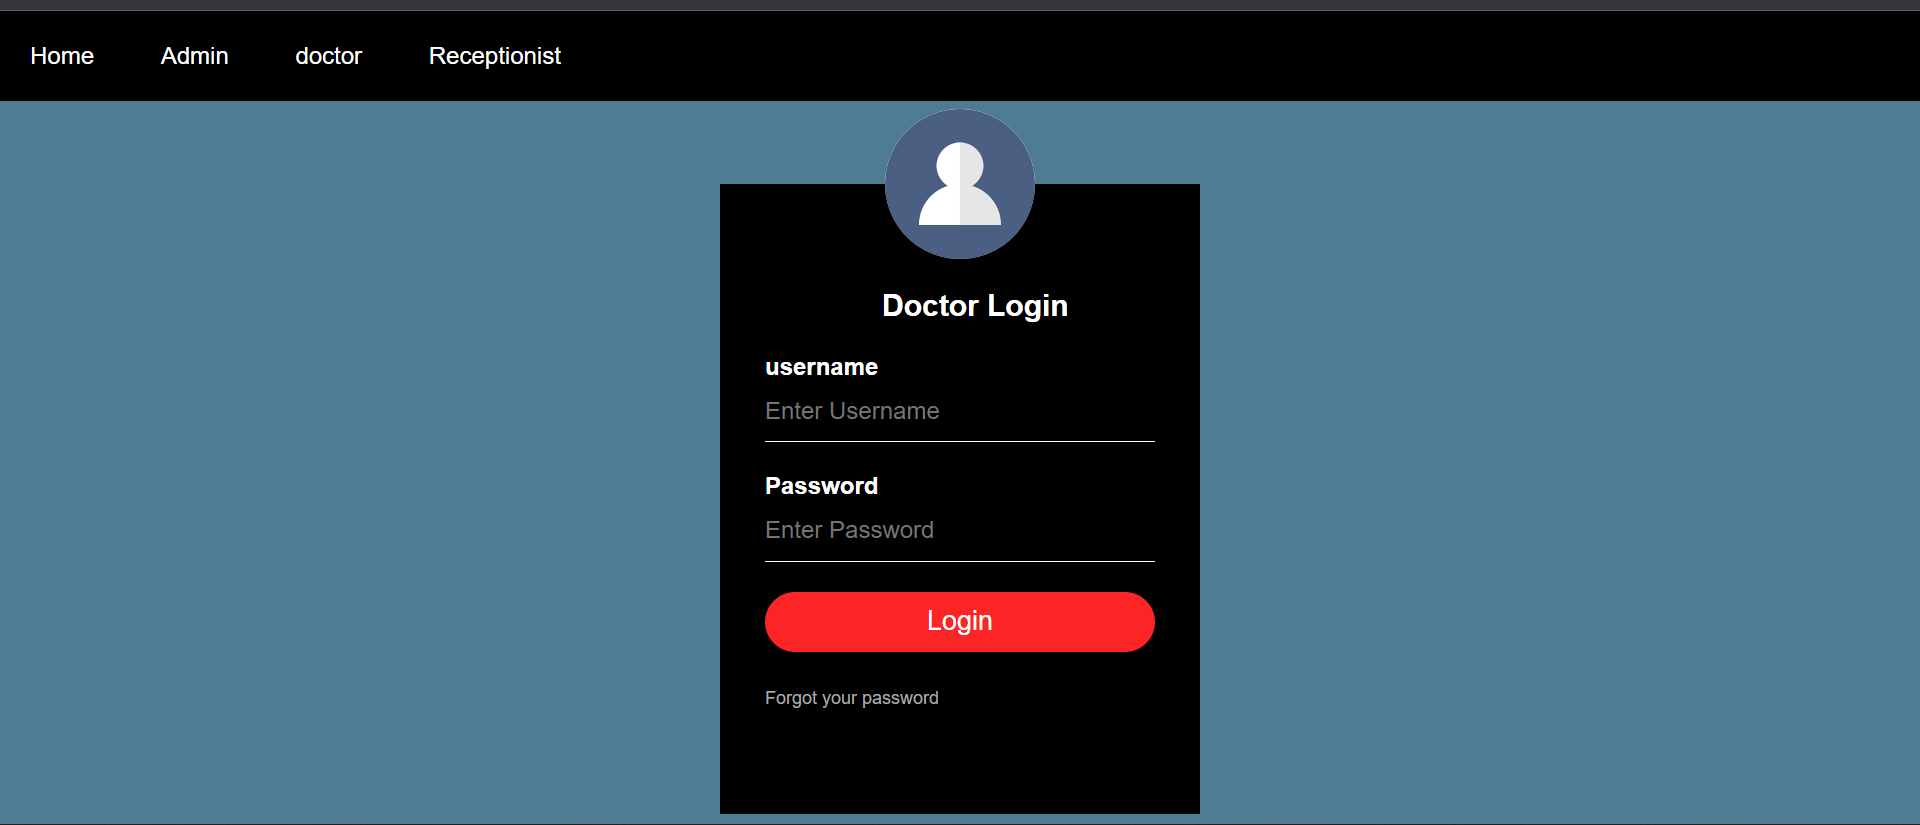 Home Admin doctor Receptionist
Doctor Login
username
Enter Username
Password
Enter Password
Login
Forgot your password